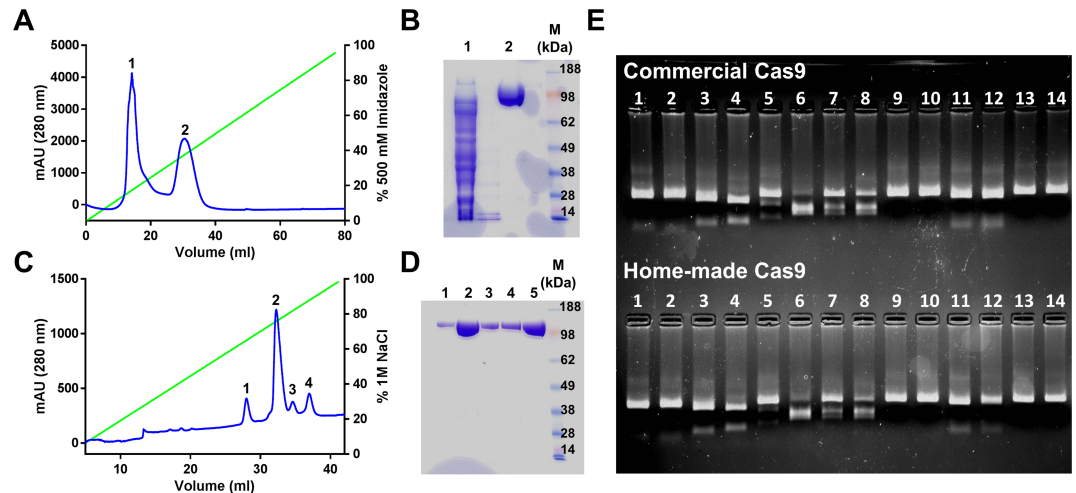 A
5000
4000
3000
2000
1000
0
mAU (280 nm)
1
2
100
80
60
40
20
0
% 500 mM Imidazole
0 20 40 60 80
Volume (ml)
B
1 2 M
(kDa)
188
98
62
49
38
28
14
C
1500
1000
500
0
mAU (280 nm)
1
2
3
4
100
80
60
40
20
0
% 1M NaCl
10 20 30 40
Volume (ml)
D
1 2 3 4 5 M
(kDa)
188
98
62
49
38
28
14
E
Commercial Cas9
1 2 3 4 5 6 7 8 9 10 11 12 13 14
Home-made Cas9
1 2 3 4 5 6 7 8 9 10 11 12 13 14